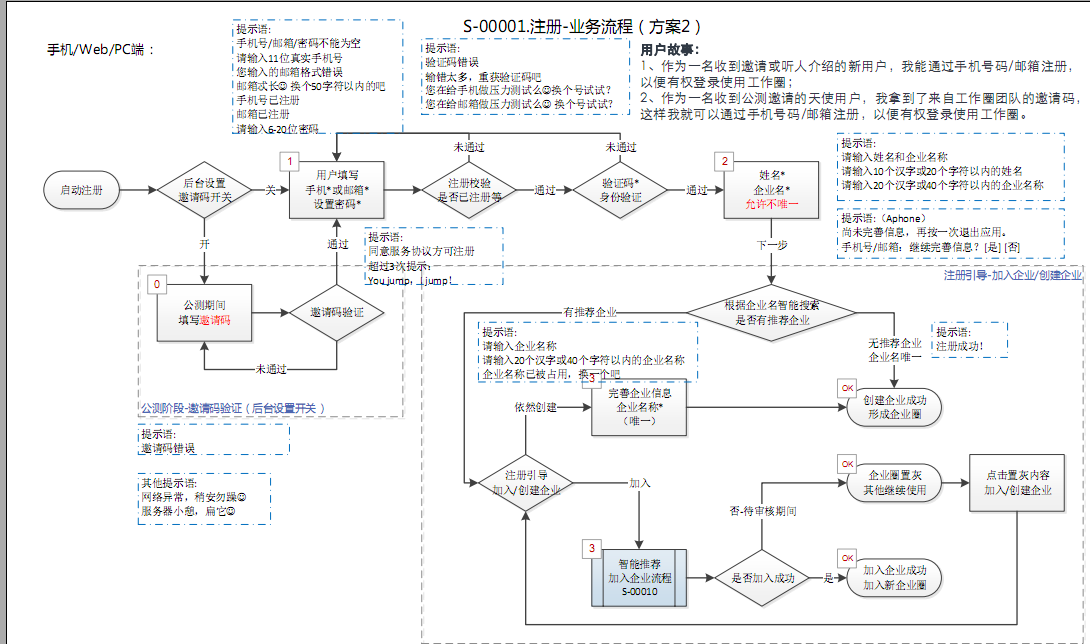 S-00001.注册-业务流程（方案2）
手机/Web/PC端：
提示语:
手机号/邮箱/密码不能为空
请输入11位真实手机号
您输入的邮箱格式错误
邮箱忒长☺ 换个50字符以内的吧
手机号已注册
邮箱已注册
请输入6-20位密码
提示语:
验证码错误
输错太多，重获验证码吧
您在给手机做压力测试么☺换个号试试?
您在给邮箱做压力测试么☺ 换个号试试?
用户故事：
1、作为一名收到邀请或听人介绍的新用户，我能通过手机号码/邮箱注册，
以便有权登录使用工作圈；
2、作为一名收到公测邀请的天使用户，我拿到了来自工作圈团队的邀请码，
这样我就可以通过手机号码/邮箱注册，以便有权登录使用工作圈。
未通过
未通过
启动注册
后台设置
邀请码开关
关
1
用户填写
手机*或邮箱*
设置密码*
注册校验
是否已注册等
通过
验证码*
身份验证
通过
2
姓名*
企业名*
允许不唯一
提示语:
请输入姓名和企业名称
请输入10个汉字或20个字符以内的姓名
请输入20个汉字或40个字符以内的企业名称
提示语:（Aphone）
尚未完善信息，再按一次退出应用。
手机号/邮箱：继续完善信息？[是] [否]
开
通过
提示语:
同意服务协议方可注册
超过3次提示:
You jump， I jump！
下一步
0
公测期间
填写邀请码
邀请码验证
未通过
公测阶段-邀请码验证（后台设置开关）
提示语:
邀请码错误
其他提示语:
网络异常，稍安勿躁☺
服务器小憩，扁它☺
注册引导-加入企业/创建企业
根据企业名智能搜索
是否有推荐企业
有推荐企业
无推荐企业
企业名唯一
提示语:
注册成功！
提示语:
请输入企业名称
请输入20个汉字或40个字符以内的企业名称
企业名称已被占用，换一个吧
3
完善企业信息
企业名称*
（唯一）
依然创建
OK
创建企业成功
形成企业圈
注册引导
加入/创建企业
加入
OK
企业圈置灰
其他继续使用
点击置灰内容
加入/创建企业
否-待审核期间
3
智能推荐
加入企业流程
S-00010
是否加入成功
是
OK
加入企业成功
加入新企业圈